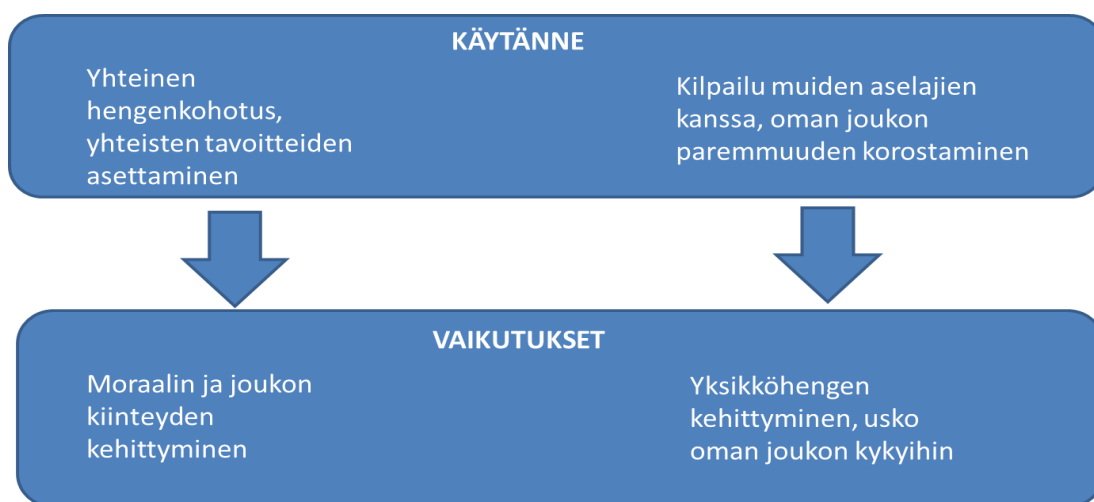 KÄYTÄNNE
Yhteinen
hengenkohotus,
yhteisten tavoitteiden
asettaminen
Kilpailu muiden aselajien
kanssa, oman joukon
paremmuuden korostaminen
VAIKUTUKSET
Moraalin ja joukon
kiinteyden
kehittyminen
Yksikköhengen
kehittyminen, usko
oman joukon kykyihin